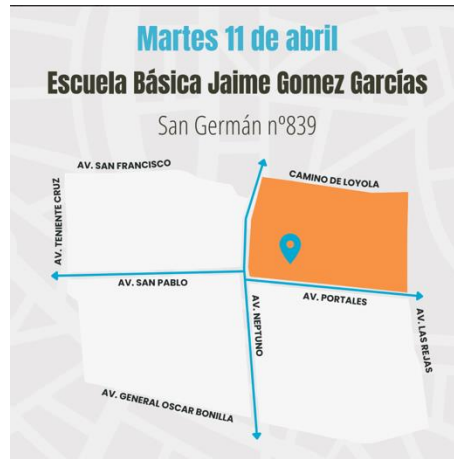 Martes 11 de abril
Escuela Básica Jaime Gomez Garcías
San Germán nº839
AV. SAN FRANCISCO
CAMINO DE LOYOLA
AV. TENIENTE CRUZ
AV. SAN PABLO
AV. PORTALES
AV. NEPTUNO
AV. LAS REJAS
AV. GENERAL OSCAR BONILLA